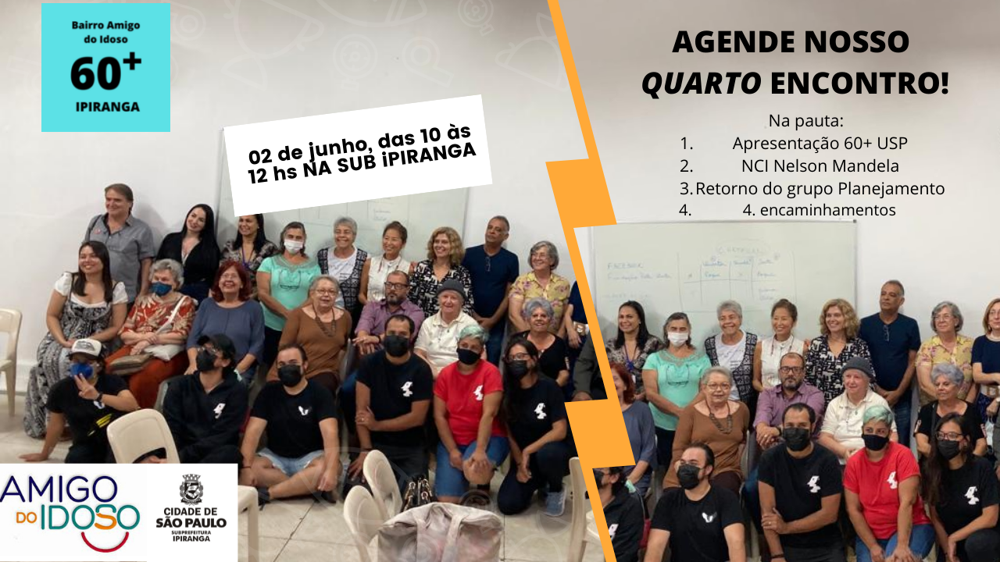 Bairro Amigo
do Idoso
60+
IPIRANGA
02 de junho, das 10 às
12 hs NA SUB iPIRANGA
AGENDE NOSSO
QUARTO ENCONTRO!
Na pauta:
1. Apresentação 60+ USP
2. NCI Nelson Mandela
3. Retorno do grupo Planejamento
4. 4. encaminhamentos
AMIGO
DO IDOSO
CIDADE DE
SÃO PAULO
SUBPREFEITURA
IPIRANGA